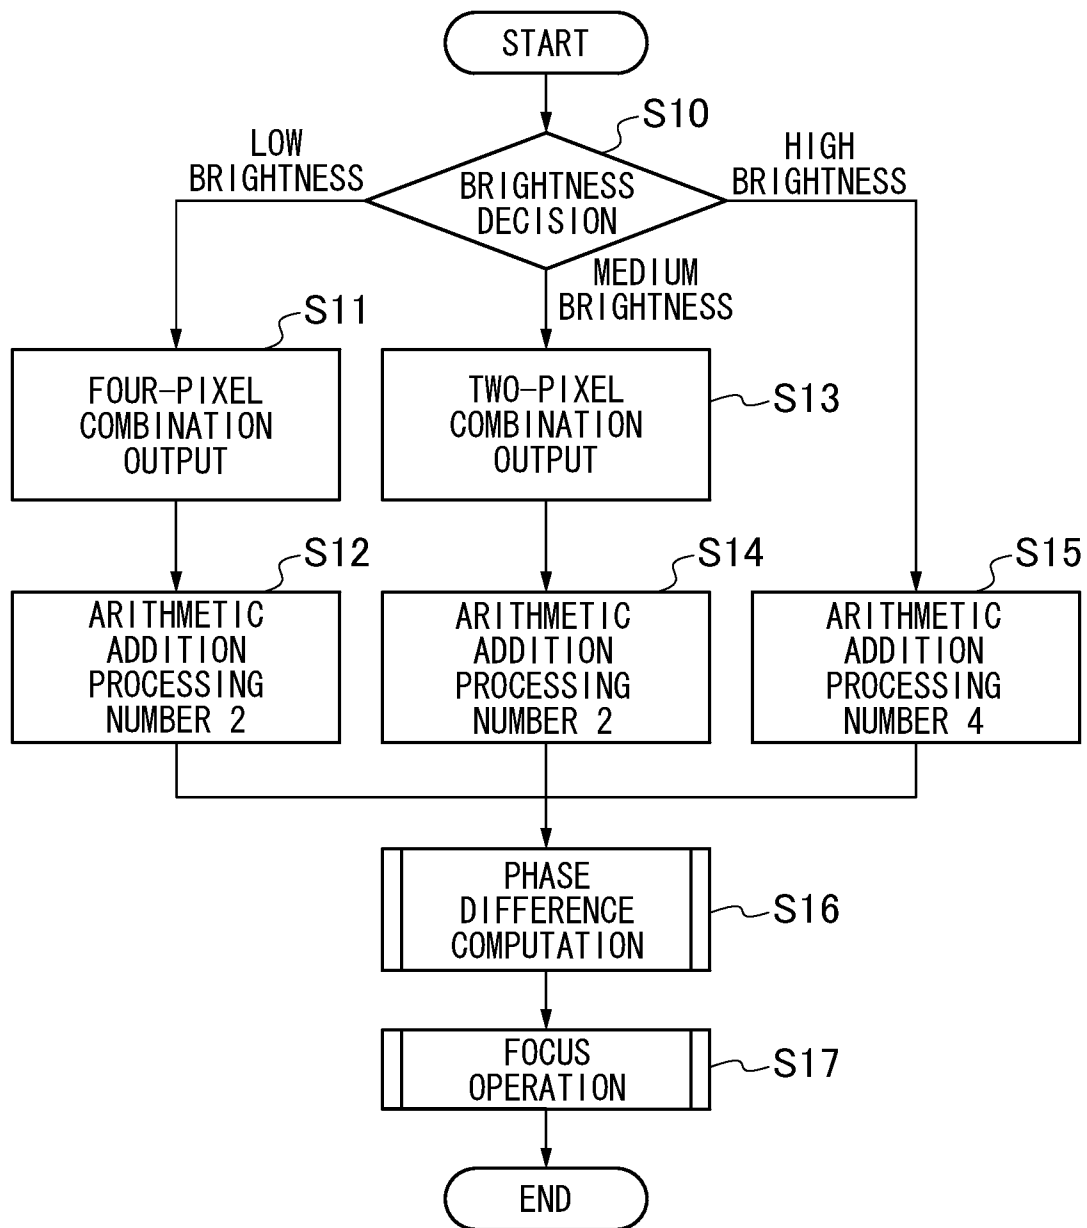 START
S10
LOW
BRIGHTNESS
BRIGHTNESS
DECISION
HIGH
BRIGHTNESS
MEDIUM
BRIGHTNESS
S11
FOUR-PIXEL
COMBINATION
OUTPUT
TWO-PIXEL
COMBINATION
OUTPUT
S13
S12
ARITHMETIC
ADDITION
PROCESSING
NUMBER 2
S14
ARITHMETIC
ADDITION
PROCESSING
NUMBER 2
S15
ARITHMETIC
ADDITION
PROCESSING
NUMBER 4
PHASE
DIFFERENCE
COMPUTATION
S16
FOCUS
OPERATION
S17
END